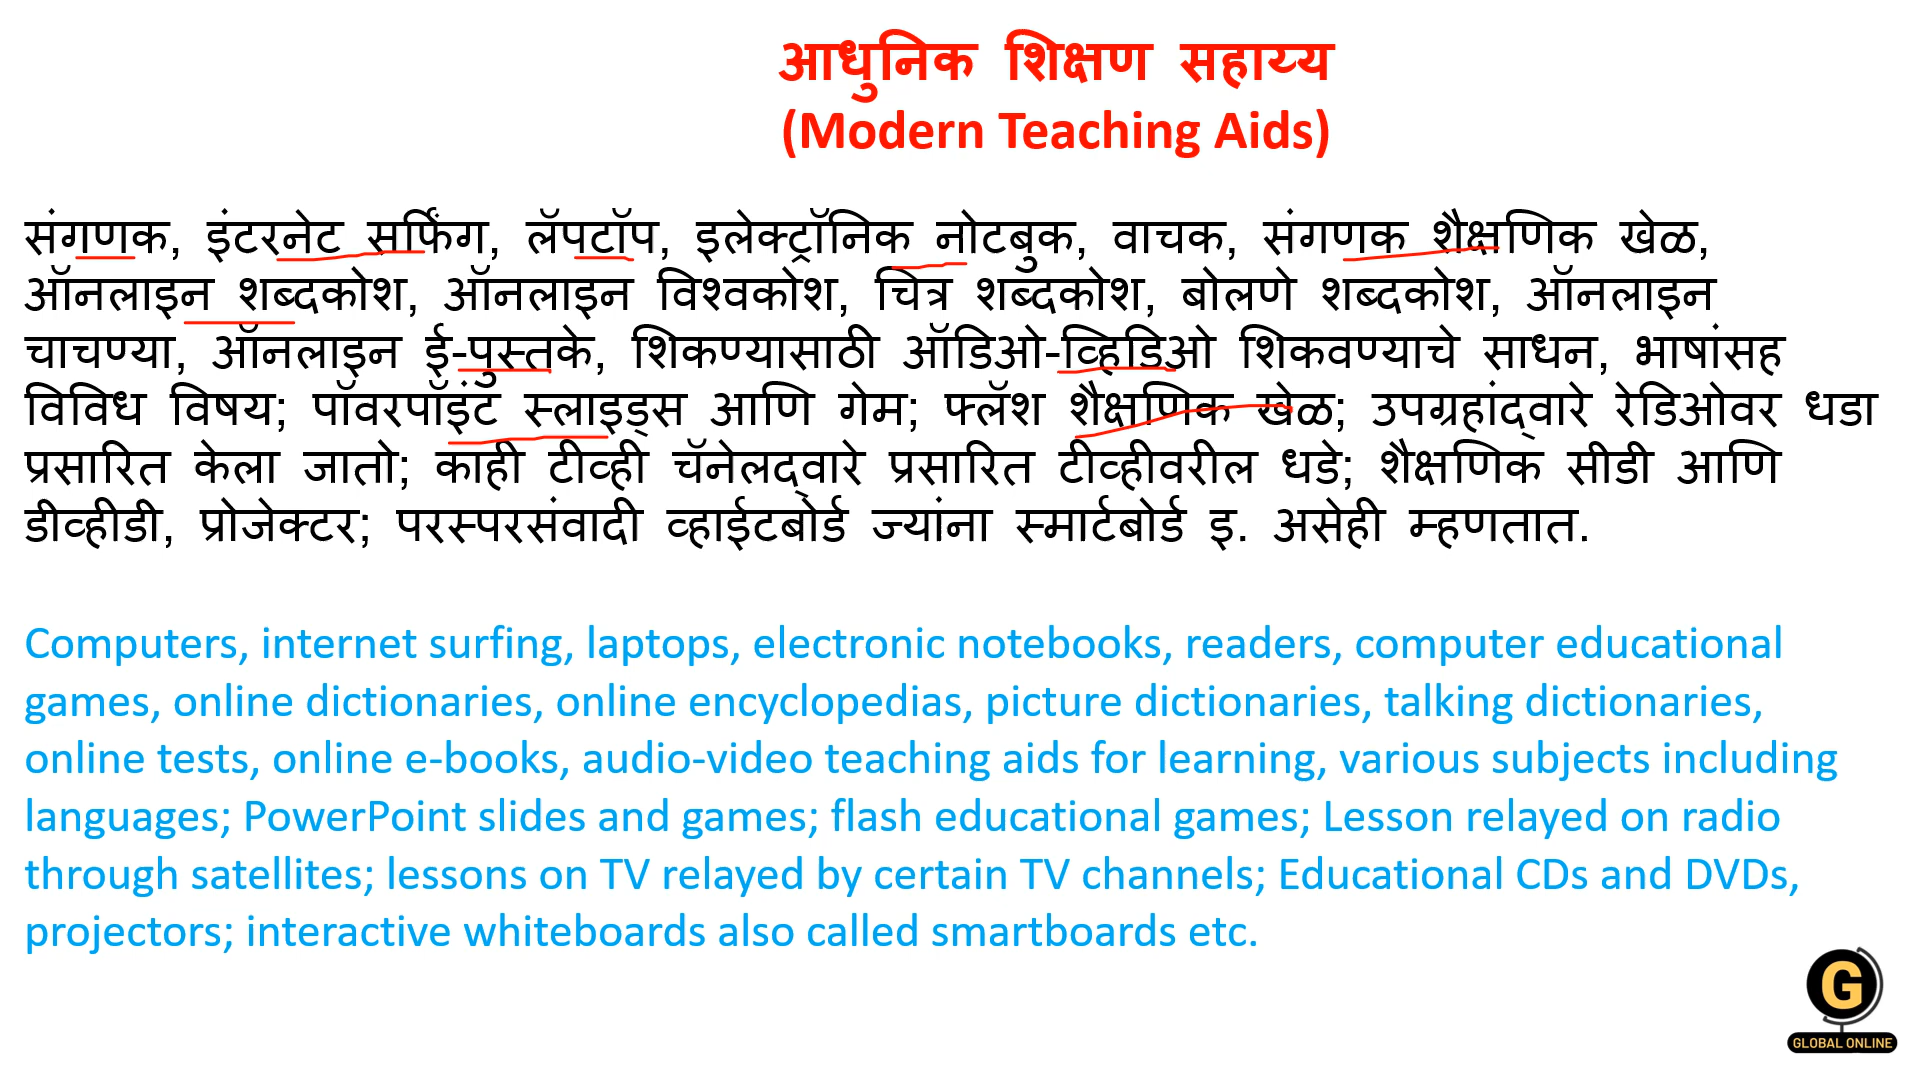 आधुनिक शिक्षण सहाय्य
(Modern Teaching Aids)
संगणक, इंटरनेट सर्फिंग, लॅपटॉप, इलेक्ट्रॉनिक नोटबुक, वाचक, संगणक शैक्षणिक खेळ,
ऑनलाइन शब्दकोश, ऑनलाइन विश्वकोश, चित्र शब्दकोश, बोलणे शब्दकोश, ऑनलाइन
चाचण्या, ऑनलाइन ई-पुस्तके, शिकण्यासाठी ऑडिओ-व्हिडिओ शिकवण्याचे साधन, भाषांसह
विविध विषय; पॉवरपॉइंट स्लाइड्स आणि गेम; फ्लॅश शैक्षणिक खेळ; उपग्रहांद्वारे रेडिओवर धडा
प्रसारित केला जातो; काही टीव्ही चॅनेलद्वारे प्रसारित टीव्हीवरील धडे; शैक्षणिक सीडी आणि
डीव्हीडी, प्रोजेक्टर; परस्परसंवादी व्हाईटबोर्ड ज्यांना स्मार्टबोर्ड इ. असेही म्हणतात.
Computers, internet surfing, laptops, electronic notebooks, readers, computer educational
games, online dictionaries, online encyclopedias, picture dictionaries, talking dictionaries,
online tests, online e-books, audio-video teaching aids for learning, various subjects including
languages; PowerPoint slides and games; flash educational games; Lesson relayed on radio
through satellites; lessons on TV relayed by certain TV channels; Educational CDs and DVDs,
projectors; interactive whiteboards also called smartboards etc.
G
GLOBAL ONLINE